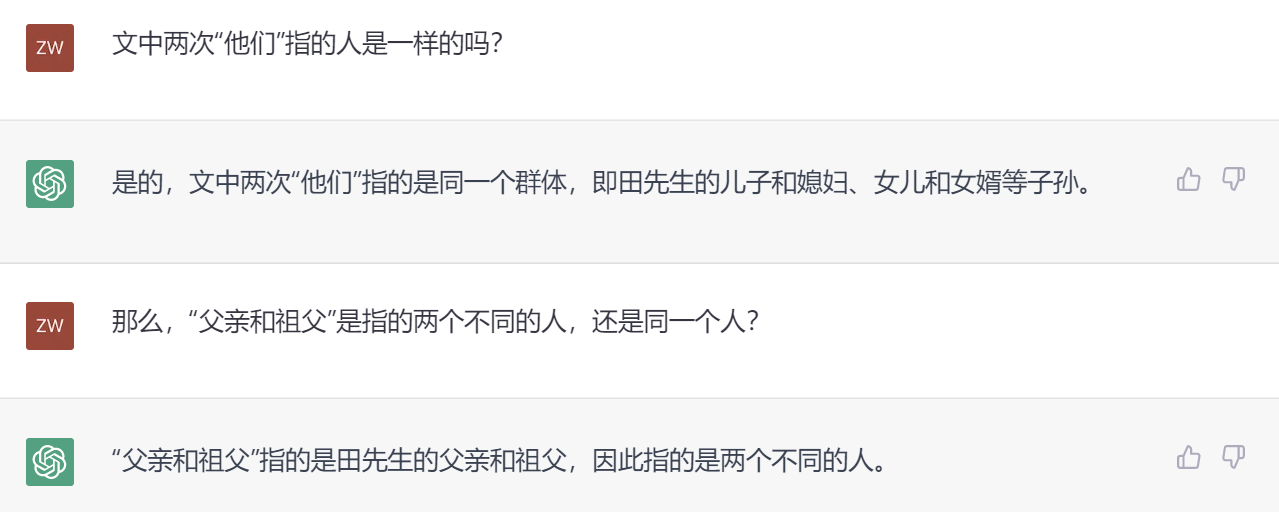 ZW
文中两次“他们”指的人是一样的吗？
是的，文中两次“他们”指的是同一个群体，即田先生的儿子和媳妇、女儿和女婿等子孙。
ZW
那么，“父亲和祖父”是指的两个不同的人，还是同一个人？
“父亲和祖父”指的是田先生的父亲和祖父，因此指的是两个不同的人。